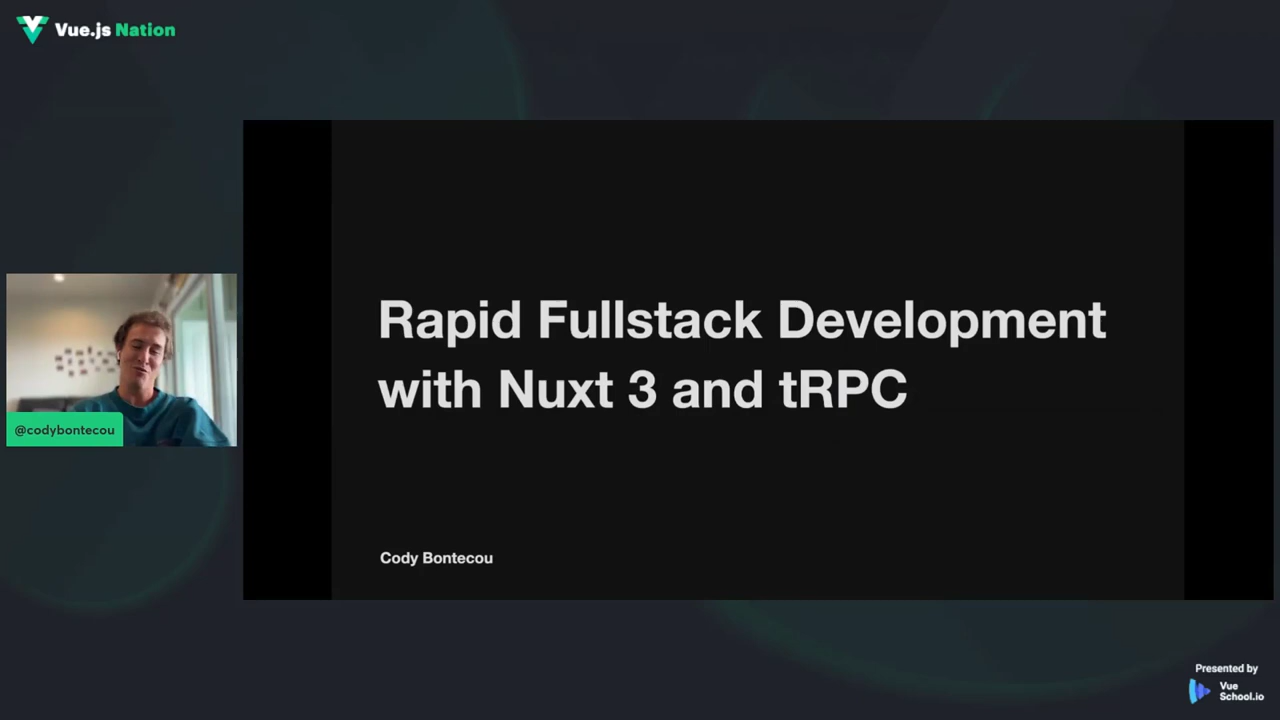 Vue.js Nation
Rapid Fullstack Development
with Nuxt 3 and tRPC
@codybontecou
Cody Bontecou
Presented by
Vue
School.io